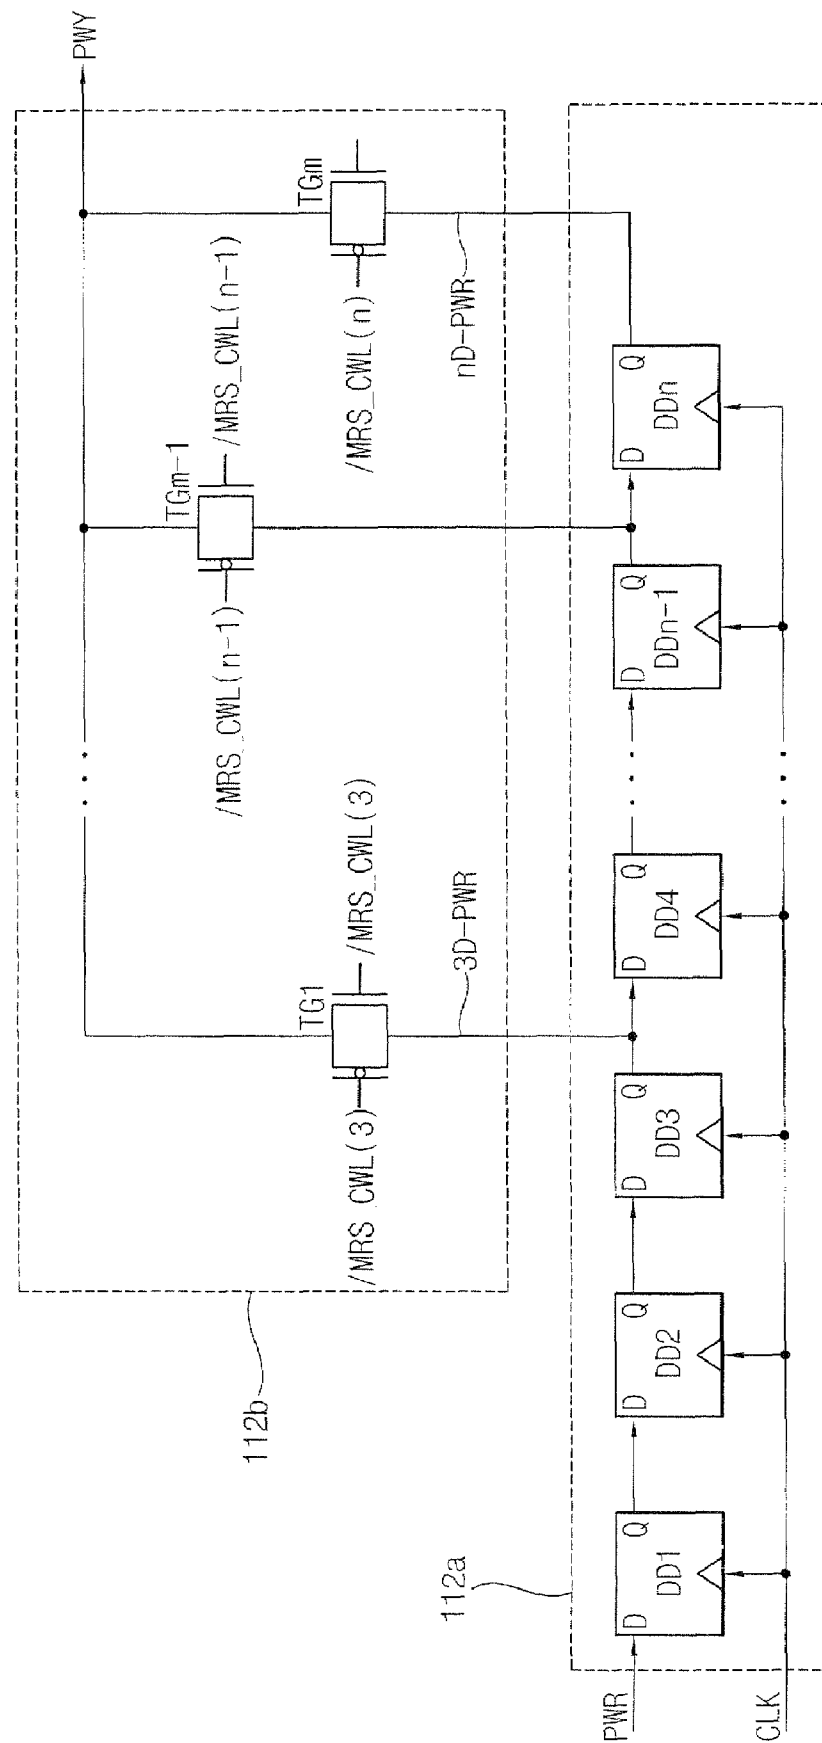 PWY
TGm
/MRS_CWL(n)
nD-PWR
TGm-1
/MRS_CWL(n-1)
/MRS_CWL(n-1)
TG1
/MRS_CWL(3)
/MRS_CWL(3)
3D-PWR
112b
112a
PWR
CLK
D DD1 Q
D DD2 Q
D DD3 Q
D DD4 Q
D DDn-1 Q
D DDn Q